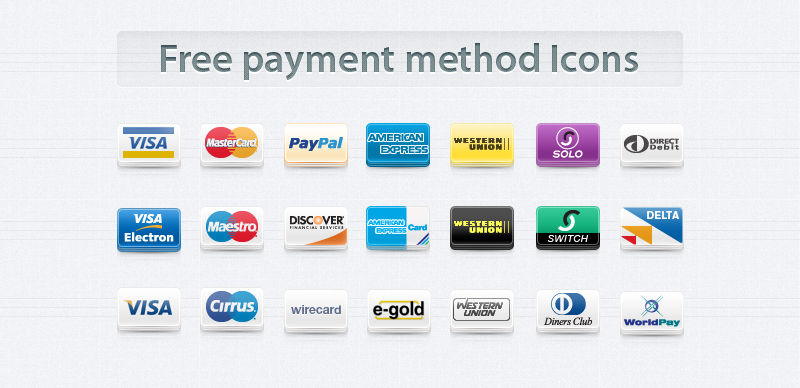 Free payment method Icons
VISA
MasterCard
PayPal
AMERICAN
EXPRESS
WESTERN
UNION
SOLO
DIRECT
Debit
VISA
Electron
Maestro
DISCOVER
FINANCIAL SERVICES
AMERICAN
EXPRESS
Card
WESTERN
UNION
SWITCH
DELTA
VISA
Cirrus
wirecard
e-gold
WESTERN
UNION
Diners Club
WorldPay